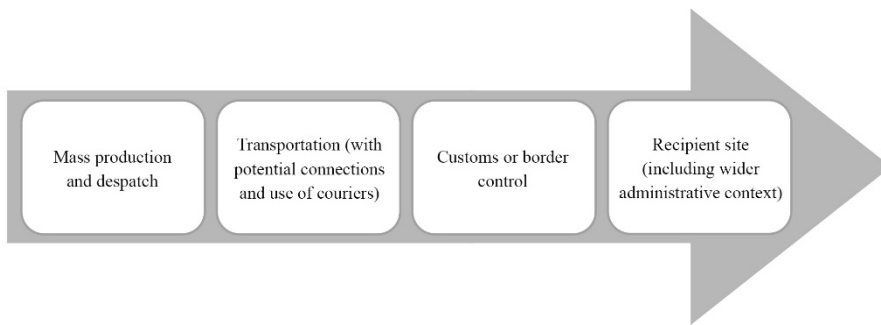 Mass production
and despatch
Transportation (with
potential connections
and use of couriers)
Customs or border
control
Recipient site
(including wider
administrative context)